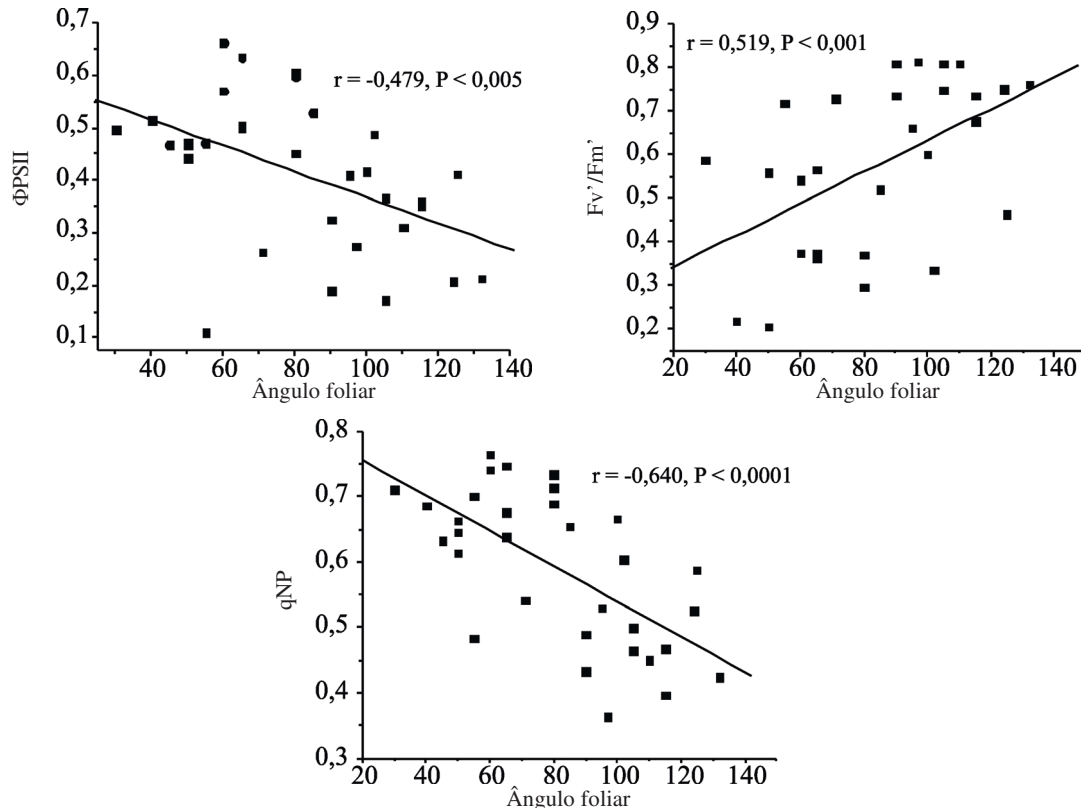 0,7
0,6
0,5
0,4
0,3
0,2
0,1
ΦPSII
r = -0,479, P < 0,005
40 60 80 100 120 140
Ângulo foliar
0,9
0,8
0,7
0,6
0,5
0,4
0,3
0,2
Fv'/Fm'
r = 0,519, P < 0,001
20 40 60 80 100 120 140
Ângulo foliar
0,8
0,7
0,6
0,5
0,4
0,3
qNP
r = -0,640, P < 0,0001
20 40 60 80 100 120 140
Ângulo foliar